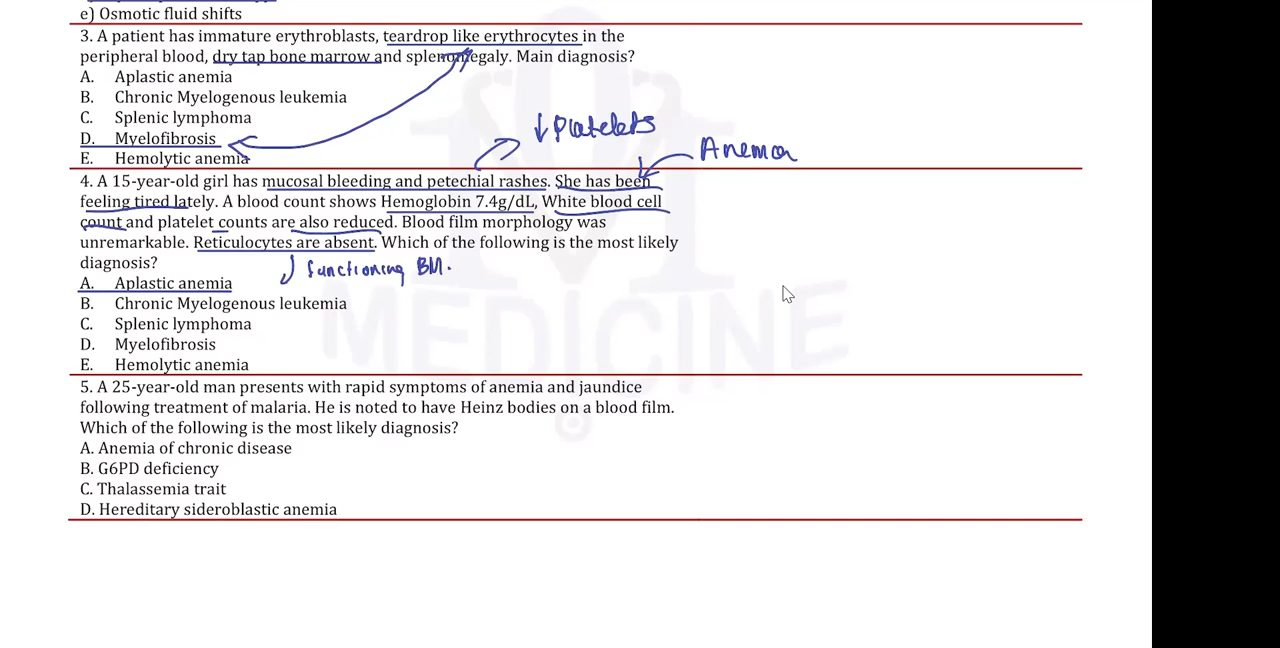 e) Osmotic fluid shifts
3. A patient has immature erythroblasts, teardrop like erythrocytes in the
peripheral blood, dry tap bone marrow and splenomegaly. Main diagnosis?
A. Aplastic anemia
B. Chronic Myelogenous leukemia
C. Splenic lymphoma
D. Myelofibrosis
E. Hemolytic anemia
↓ Platelets
Anemia
4. A 15-year-old girl has mucosal bleeding and petechial rashes. She has been
feeling tired lately. A blood count shows Hemoglobin 7.4g/dL, White blood cell
count and platelet counts are also reduced. Blood film morphology was
unremarkable. Reticulocytes are absent. Which of the following is the most likely
diagnosis?
functioning BM.
A. Aplastic anemia
B. Chronic Myelogenous leukemia
C. Splenic lymphoma
D. Myelofibrosis
E. Hemolytic anemia
MEDICINE
5. A 25-year-old man presents with rapid symptoms of anemia and jaundice
following treatment of malaria. He is noted to have Heinz bodies on a blood film.
Which of the following is the most likely diagnosis?
A. Anemia of chronic disease
B. G6PD deficiency
C. Thalassemia trait
D. Hereditary sideroblastic anemia